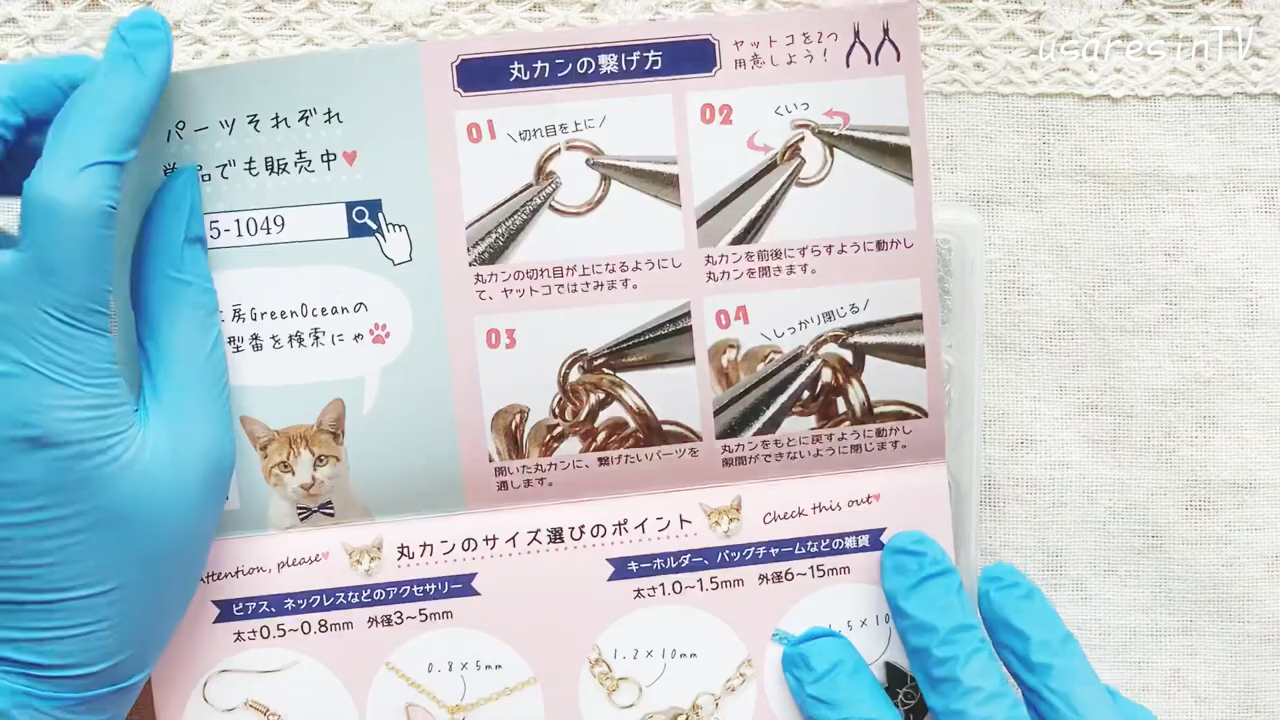 usares inTV
パーツそれぞれ
単品でも販売中♥
5-1049
房GreenOceanの
型番を検索にゃ
丸カンの繋げ方
ヤットコを2つ
用意しよう!
01
\切れ目を上に/
丸カンの切れ目が上になるようにし
て、ヤットコではさみます。
02
くいっ
丸カンを前後にずらすように動かし
丸カンを開きます。
03
開いた丸カンに、繋げたいパーツを
通します。
04
\しっかり閉じる/
丸カンをもとに戻すように動かし
隙間ができないように閉じます。
Attention, please♥
丸カンのサイズ選びのポイント
Check this out♥
ピアス、ネックレスなどのアクセサリー
太さ0.5~0.8mm 外径3~5mm
キーホルダー、バッグチャームなどの雑貨
太さ1.0~1.5mm 外径6~15mm
0.8×5mm
1.2×10mm
.5×10